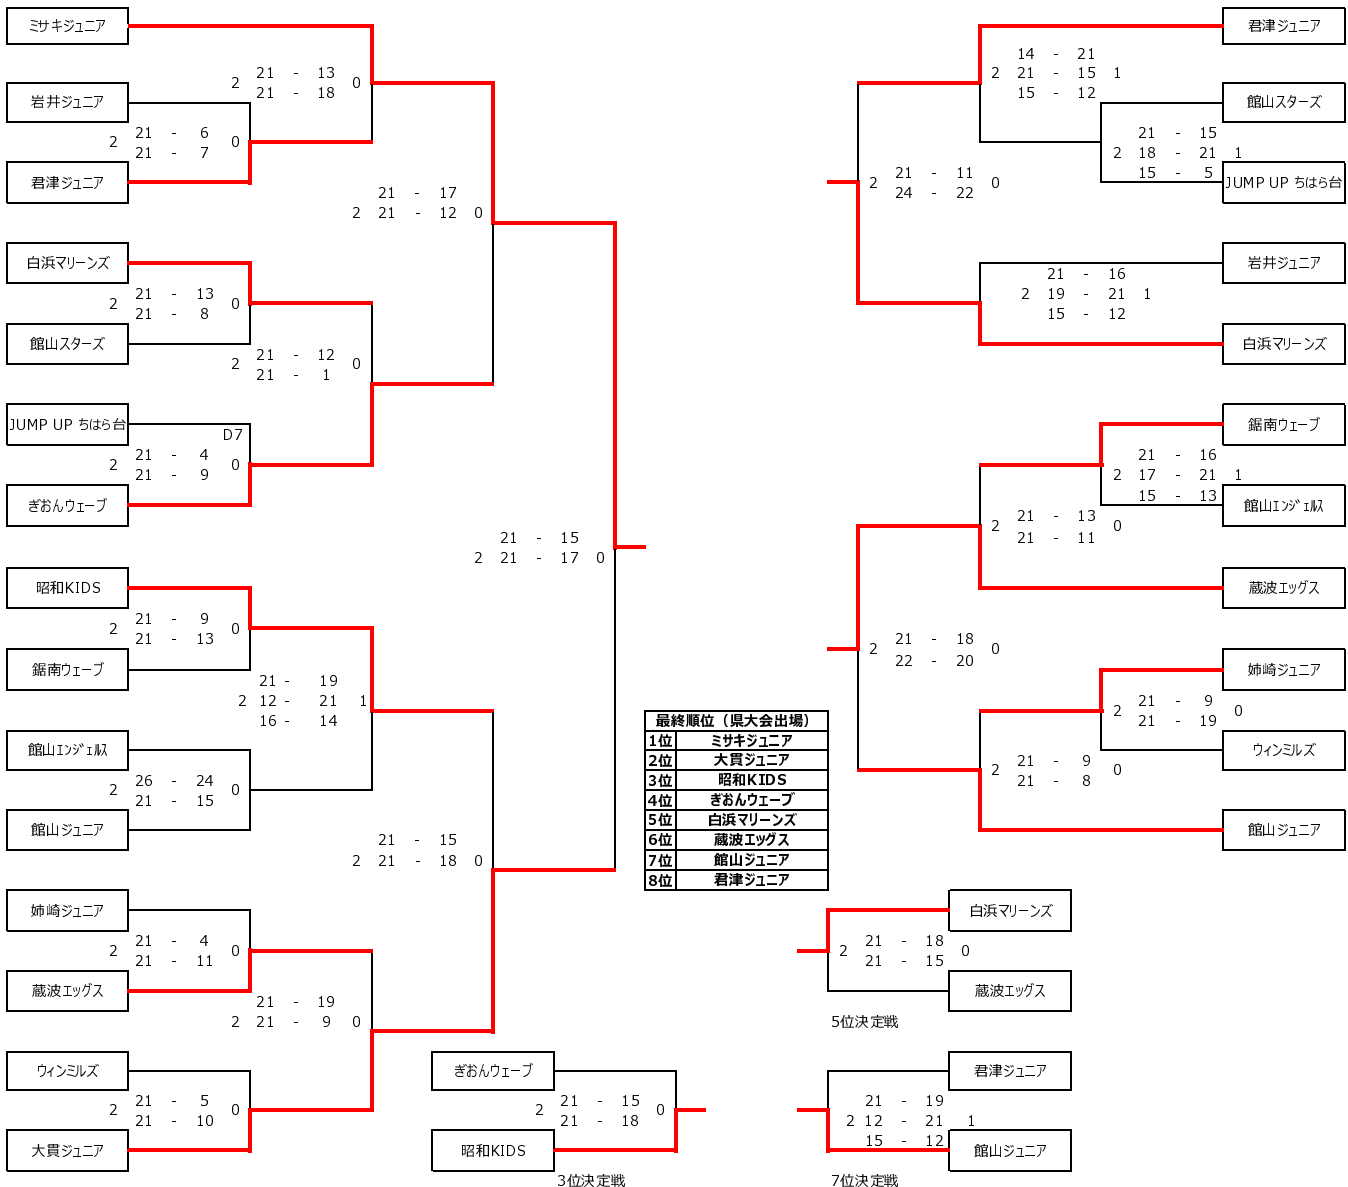 ミサキジュニア
2 21 - 13 0
21 - 18
岩井ジュニア
2 21 - 6 0
21 - 7
君津ジュニア
21 - 17
2 21 - 12 0
白浜マリーンズ
2 21 - 13 0
21 - 8
館山スターズ
2 21 - 12 0
21 - 1
JUMP UP ちはら台
D7
2 21 - 4 0
21 - 9
ぎおんウェーブ
21 - 15
2 21 - 17 0
昭和KIDS
2 21 - 9 0
21 - 13
鋸南ウェーブ
21 - 19
2 12 - 21 1
16 - 14
館山ｴﾝｼﾞｪﾙｽ
2 26 - 24 0
21 - 15
館山ジュニア
21 - 15
2 21 - 18 0
姉崎ジュニア
2 21 - 4 0
21 - 11
蔵波エッグス
21 - 19
2 21 - 9 0
ウィンミルズ
2 21 - 5 0
21 - 10
大貫ジュニア
君津ジュニア
14 - 21
2 21 - 15 1
15 - 12
館山スターズ
21 - 15
2 18 - 21 1
15 - 5
JUMP UP ちはら台
2 21 - 11 0
24 - 22
岩井ジュニア
21 - 16
2 19 - 21 1
15 - 12
白浜マリーンズ
鋸南ウェーブ
21 - 16
2 17 - 21 1
15 - 13
館山ｴﾝｼﾞｪﾙｽ
2 21 - 13 0
21 - 11
蔵波エッグス
2 21 - 18 0
22 - 20
姉崎ジュニア
2 21 - 9 0
21 - 19
ウィンミルズ
2 21 - 9 0
21 - 8
館山ジュニア
最終順位（県大会出場）
1位 ミサキジュニア
2位 大貫ジュニア
3位 昭和KIDS
4位 ぎおんウェーブ
5位 白浜マリーンズ
6位 蔵波エッグス
7位 館山ジュニア
8位 君津ジュニア
白浜マリーンズ
2 21 - 18 0
21 - 15
蔵波エッグス
5位決定戦
ぎおんウェーブ
2 21 - 15 0
21 - 18
昭和KIDS
3位決定戦
君津ジュニア
21 - 19
2 12 - 21 1
15 - 12
館山ジュニア
7位決定戦